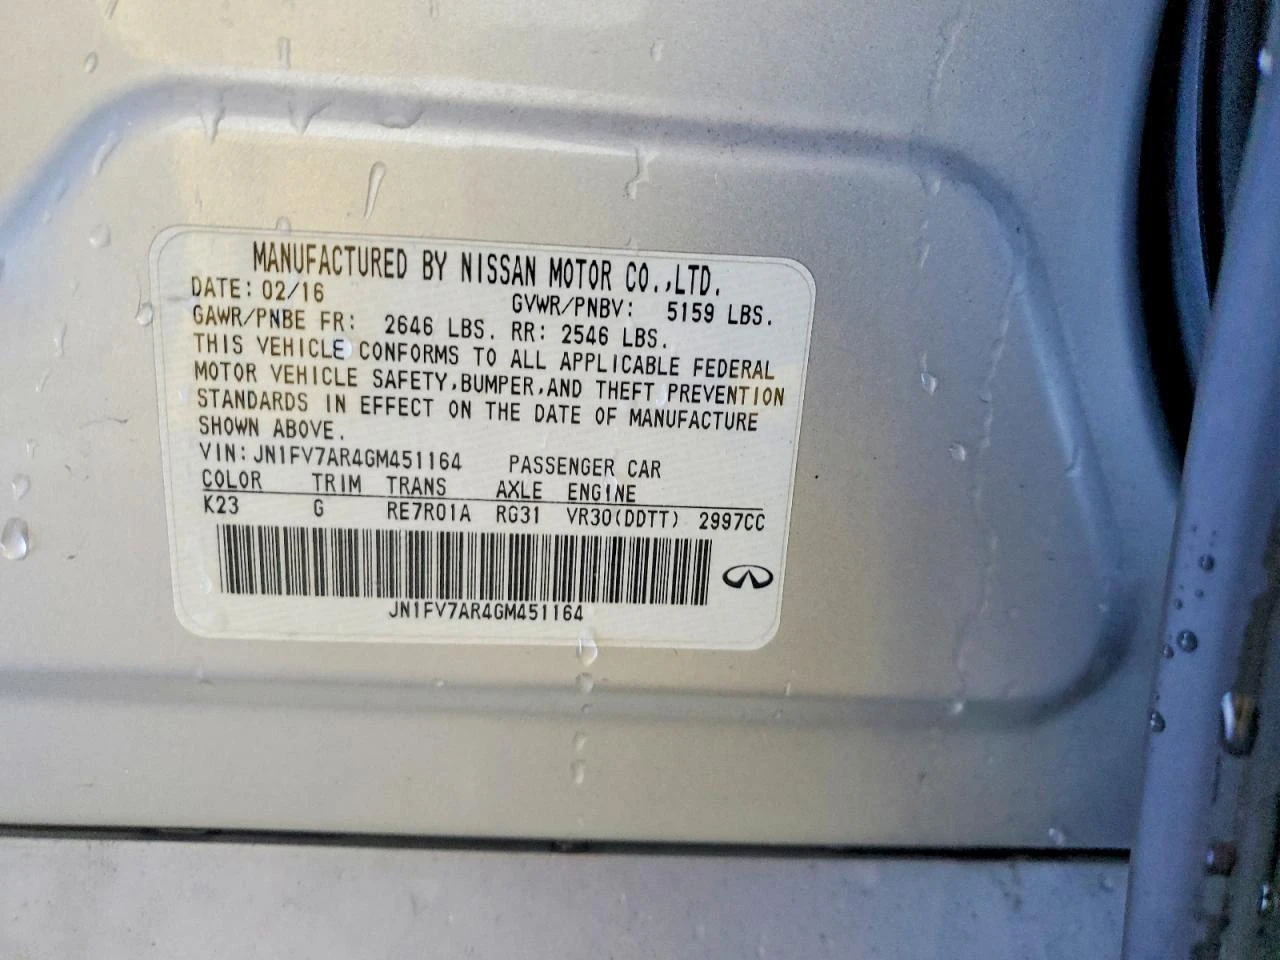 MANUFACTURED BY NISSAN MOTOR CO.,LTD.
DATE: 02/16 GVWR/PNBV: 5159 LBS.
GAWR/PNBE FR: 2646 LBS. RR: 2546 LBS.
THIS VEHICLE CONFORMS TO ALL APPLICABLE FEDERAL
MOTOR VEHICLE SAFETY,BUMPER,AND THEFT PREVENTION
STANDARDS IN EFFECT ON THE DATE OF MANUFACTURE
SHOWN ABOVE.
VIN: JN1FV7AR4GM451164 PASSENGER CAR
COLOR TRIM TRANS AXLE ENGINE
K23 G RE7R01A RG31 VR30(DDTT) 2997CC
JN1FV7AR4GM451164